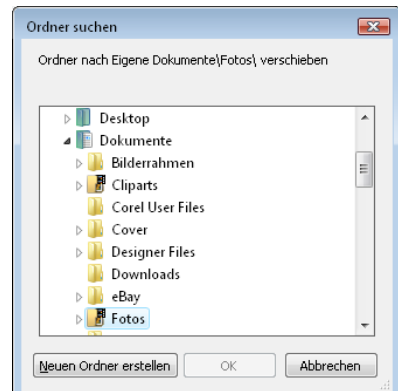 Ordner suchen
Ordner nach Eigene Dokumente\Fotos\ verschieben
Desktop
Dokumente
Bilderrahmen
Cliparts
Corel User Files
Cover
Designer Files
Downloads
eBay
Fotos
Neuen Ordner erstellen OK Abbrechen